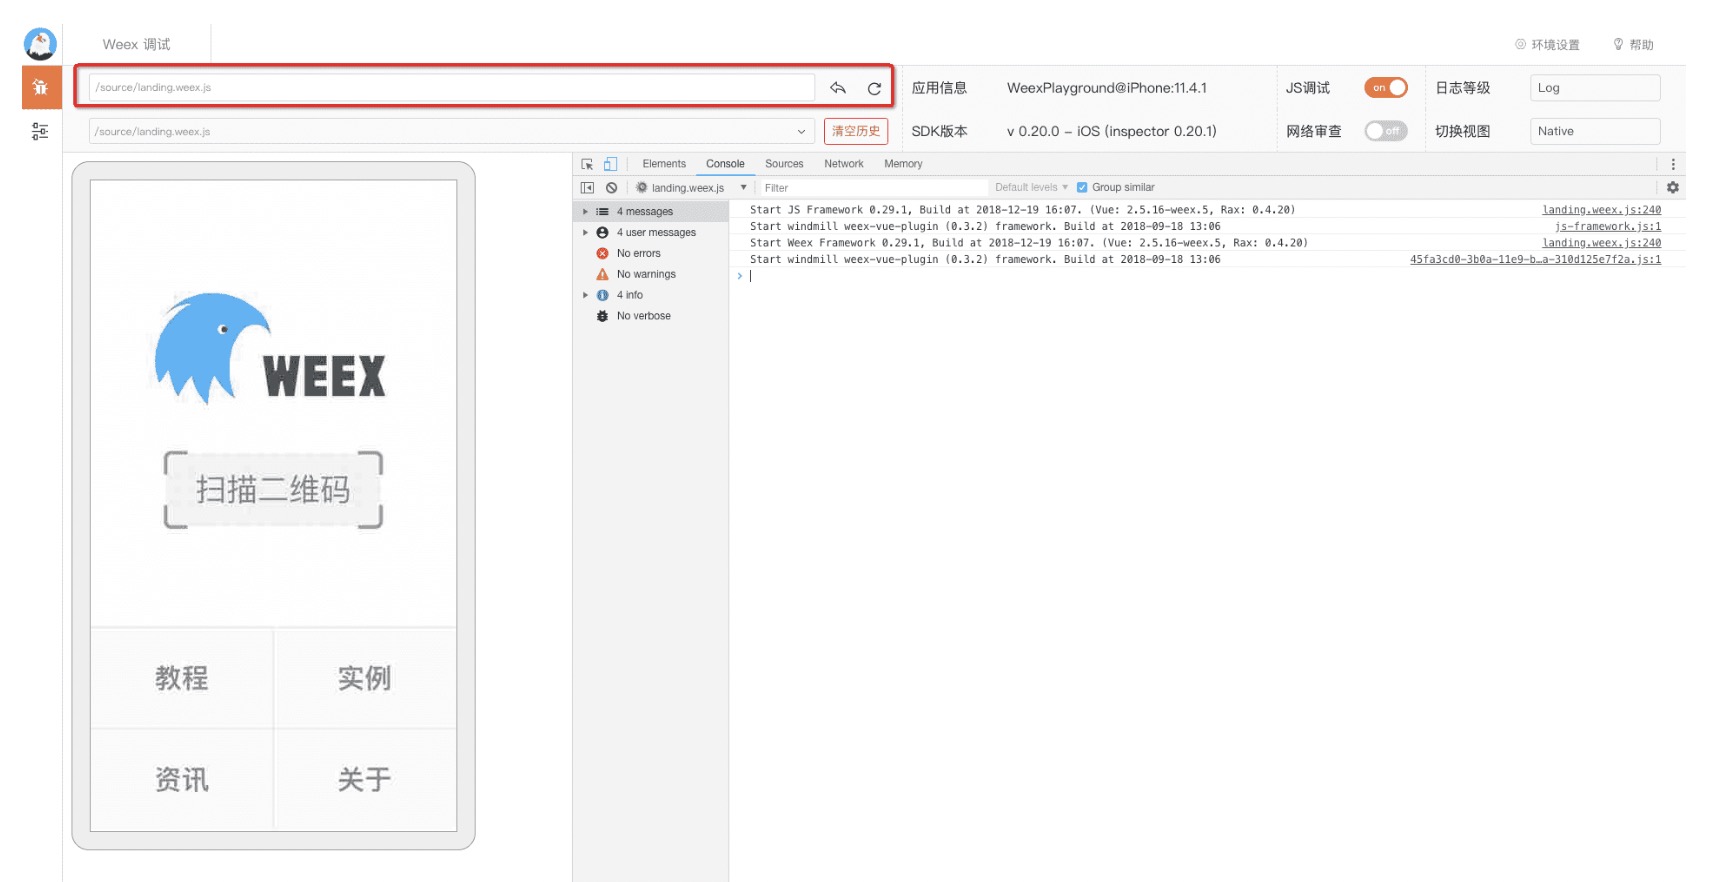 Weex 调试
环境设置
帮助
/source/landing.weex.js
应用信息
WeexPlayground@iPhone:11.4.1
JS调试
on
日志等级
Log
/source/landing.weex.js
清空历史
SDK版本
v 0.20.0 – iOS (inspector 0.20.1)
网络审查
off
切换视图
Native
WEEX
扫描二维码
教程
实例
资讯
关于
Elements
Console
Sources
Network
Memory
landing.weex.js
Filter
Default levels
Group similar
4 messages
4 user messages
No errors
No warnings
4 info
No verbose
Start JS Framework 0.29.1, Build at 2018-12-19 16:07. (Vue: 2.5.16-weex.5, Rax: 0.4.20)
landing.weex.js:240
Start windmill weex-vue-plugin (0.3.2) framework. Build at 2018-09-18 13:06
js-framework.js:1
Start Weex Framework 0.29.1, Build at 2018-12-19 16:07. (Vue: 2.5.16-weex.5, Rax: 0.4.20)
landing.weex.js:240
Start windmill weex-vue-plugin (0.3.2) framework. Build at 2018-09-18 13:06
45fa3cd0-3b0a-11e9-b…a-310d125e7f2a.js:1